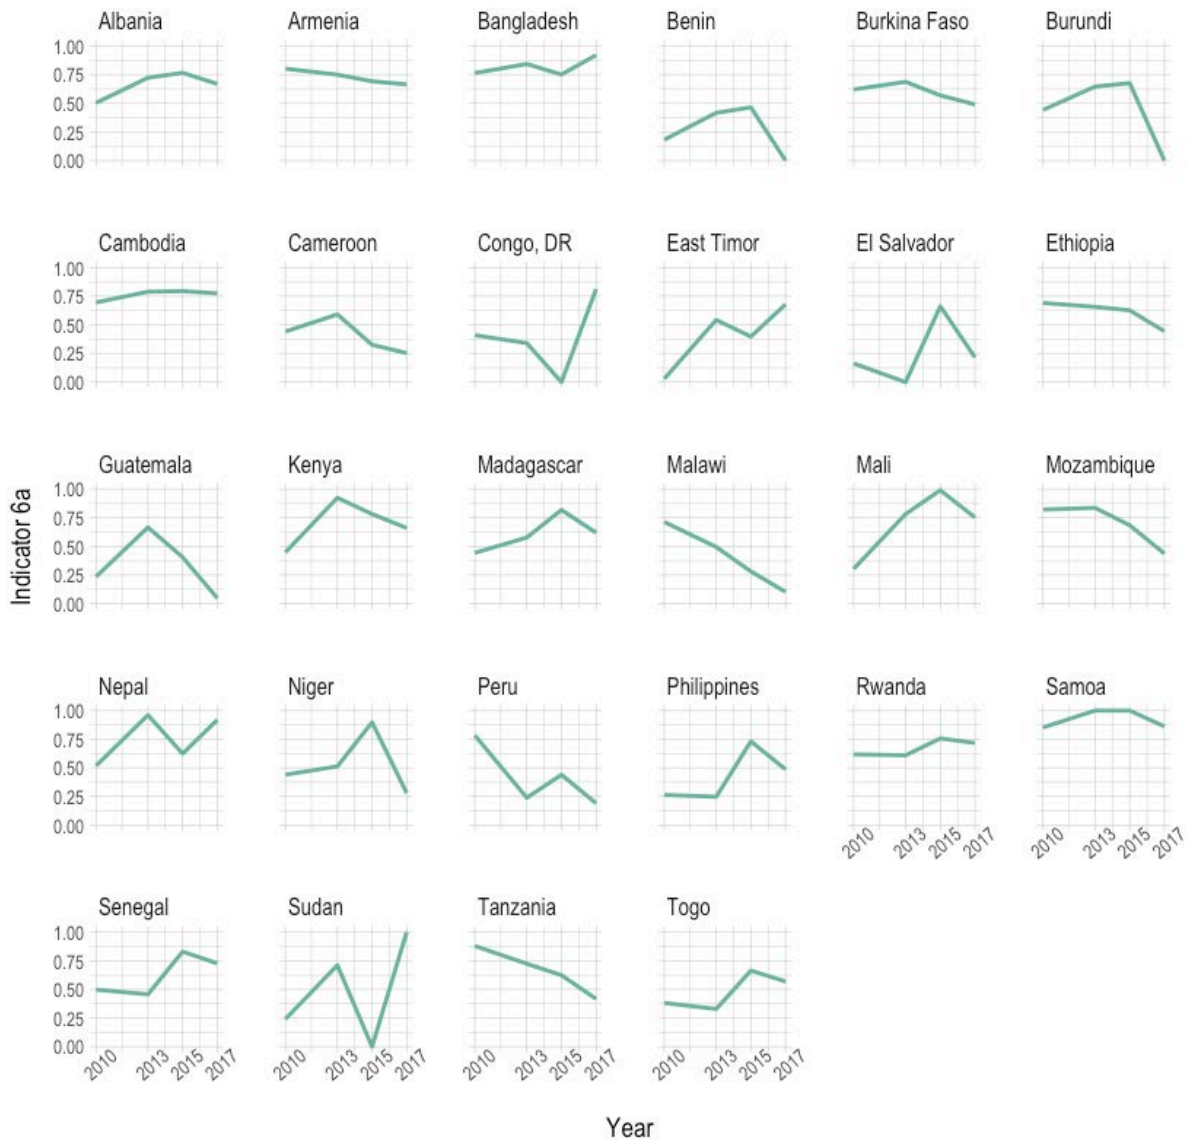 Albania Armenia Bangladesh Benin Burkina Faso Burundi
1.00
0.75
0.50
0.25
0.00
Cambodia Cameroon Congo, DR East Timor El Salvador Ethiopia
1.00
0.75
0.50
0.25
0.00
Guatemala Kenya Madagascar Malawi Mali Mozambique
1.00
0.75
0.50
0.25
0.00
Indicator 6a
Nepal Niger Peru Philippines Rwanda Samoa
1.00
0.75
0.50
0.25
0.00
2010 2013 2015 2017 2010 2013 2015 2017
Senegal Sudan Tanzania Togo
1.00
0.75
0.50
0.25
0.00
2010 2013 2015 2017 2010 2013 2015 2017 2010 2013 2015 2017 2010 2013 2015 2017
Year